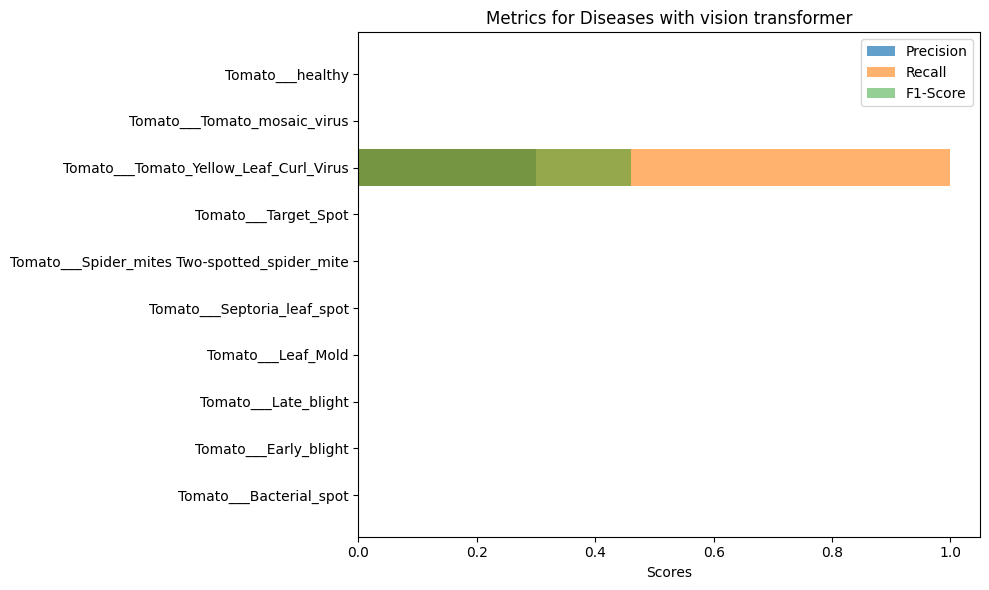 Metrics for Diseases with vision transformer
Precision
Recall
F1-Score
Tomato___healthy
Tomato___Tomato_mosaic_virus
Tomato___Tomato_Yellow_Leaf_Curl_Virus
Tomato___Target_Spot
Tomato___Spider_mites Two-spotted_spider_mite
Tomato___Septoria_leaf_spot
Tomato___Leaf_Mold
Tomato___Late_blight
Tomato___Early_blight
Tomato___Bacterial_spot
0.0 0.2 0.4 0.6 0.8 1.0
Scores